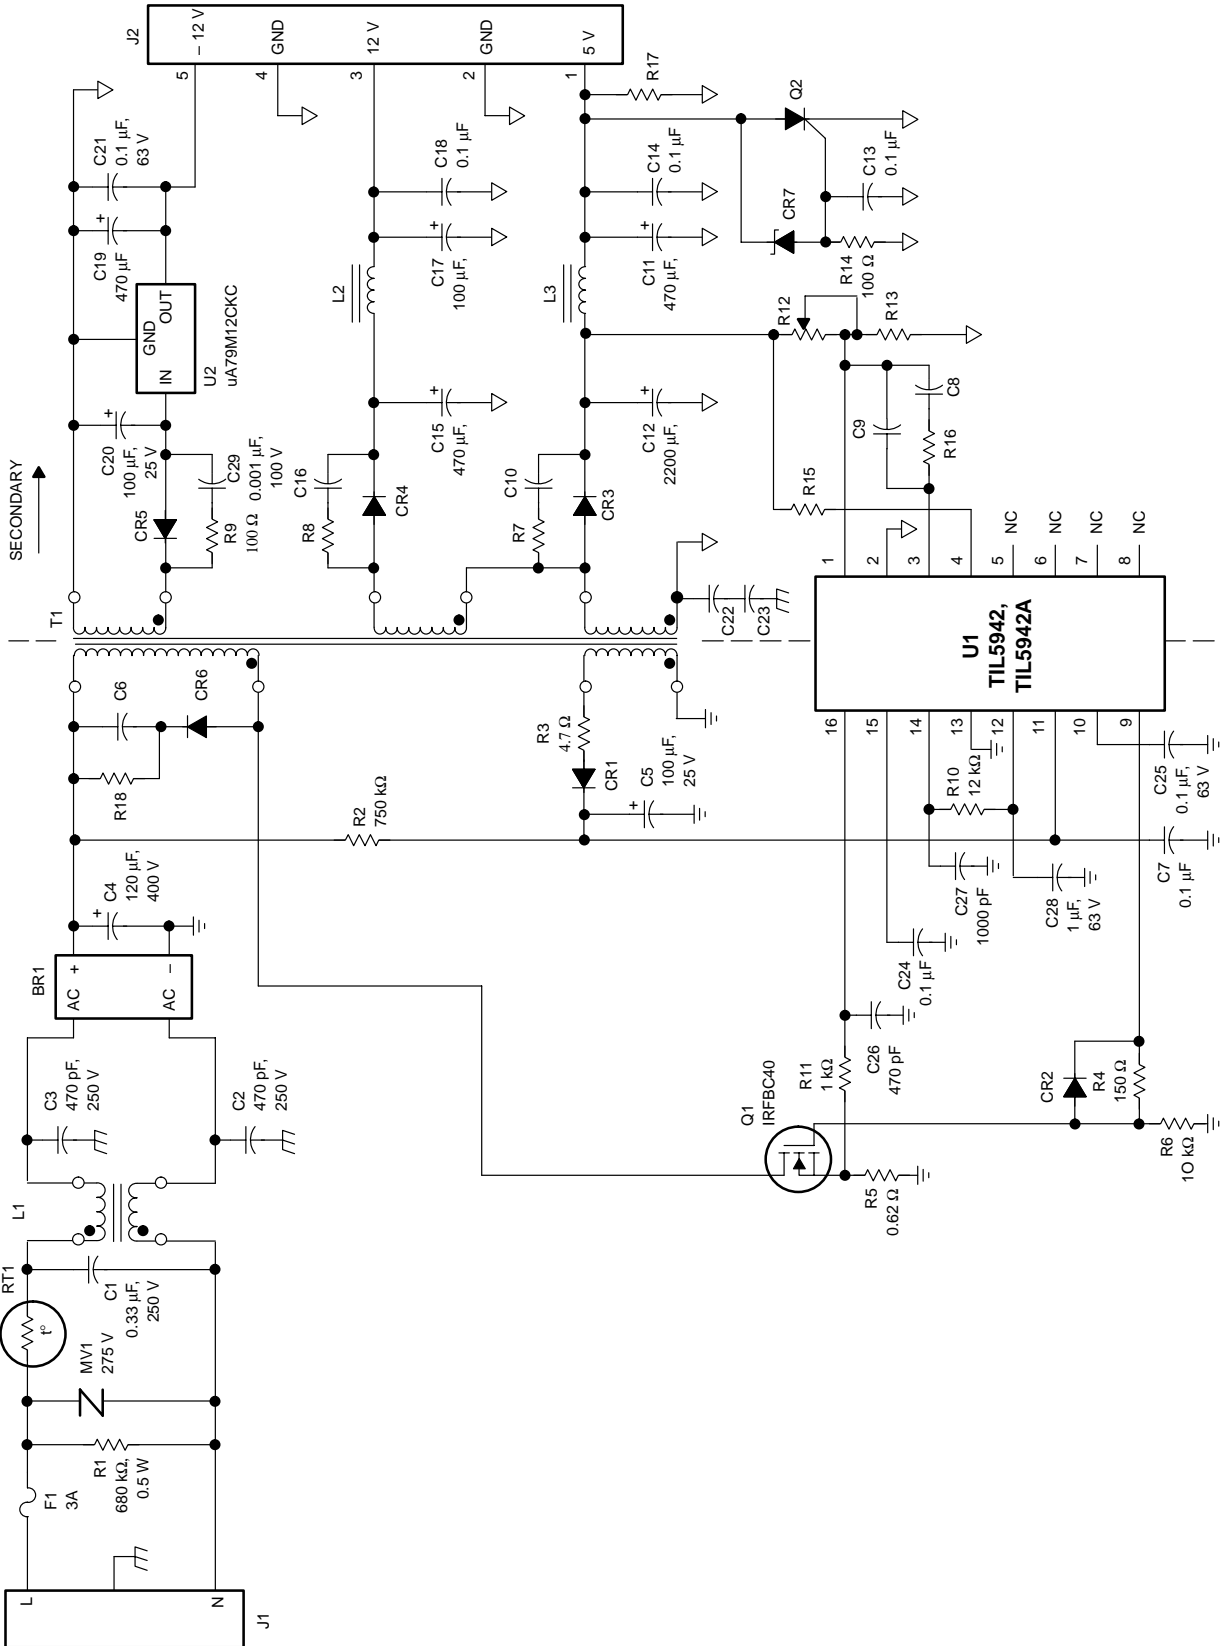 J1
L
N
F1
3A
R1
680 kΩ,
0.5 W
MV1
275 V
RT1
t°
C1
0.33 µF,
250 V
L1
C3
470 pF,
250 V
C2
470 pF,
250 V
BR1
AC +
AC –
+
C4
120 µF,
400 V
R18
C6
CR6
R2
750 kΩ
T1
SECONDARY
CR5
R9
100 Ω
C29
0.001 µF,
100 V
+
C20
100 µF,
25 V
U2
uA79M12CKC
IN
GND
OUT
+
C19
470 µF
C21
0.1 µF,
63 V
R8
C16
CR4
+
C15
470 µF,
L2
+
C17
100 µF,
C18
0.1 µF
R7
C10
CR3
+
C12
2200 µF,
L3
+
C11
470 µF,
C14
0.1 µF
R17
J2
5
– 12 V
4
GND
3
12 V
2
GND
1
5 V
Q2
CR7
C13
0.1 µF
R14
100 Ω
R12
R13
C8
C9
R16
R15
C22
C23
R3
4.7 Ω
CR1
+
C5
100 µF,
25 V
U1
TIL5942,
TIL5942A
1
2
3
4
5
NC
6
NC
7
NC
8
NC
16
15
14
13
12
11
10
9
R10
12 kΩ
C27
1000 pF
C28
1 µF,
63 V
C25
0.1 µF,
63 V
C7
0.1 µF
C24
0.1 µF
C26
470 pF
R11
1 kΩ
Q1
IRFBC40
R5
0.62 Ω
CR2
R4
150 Ω
R6
1O kΩ